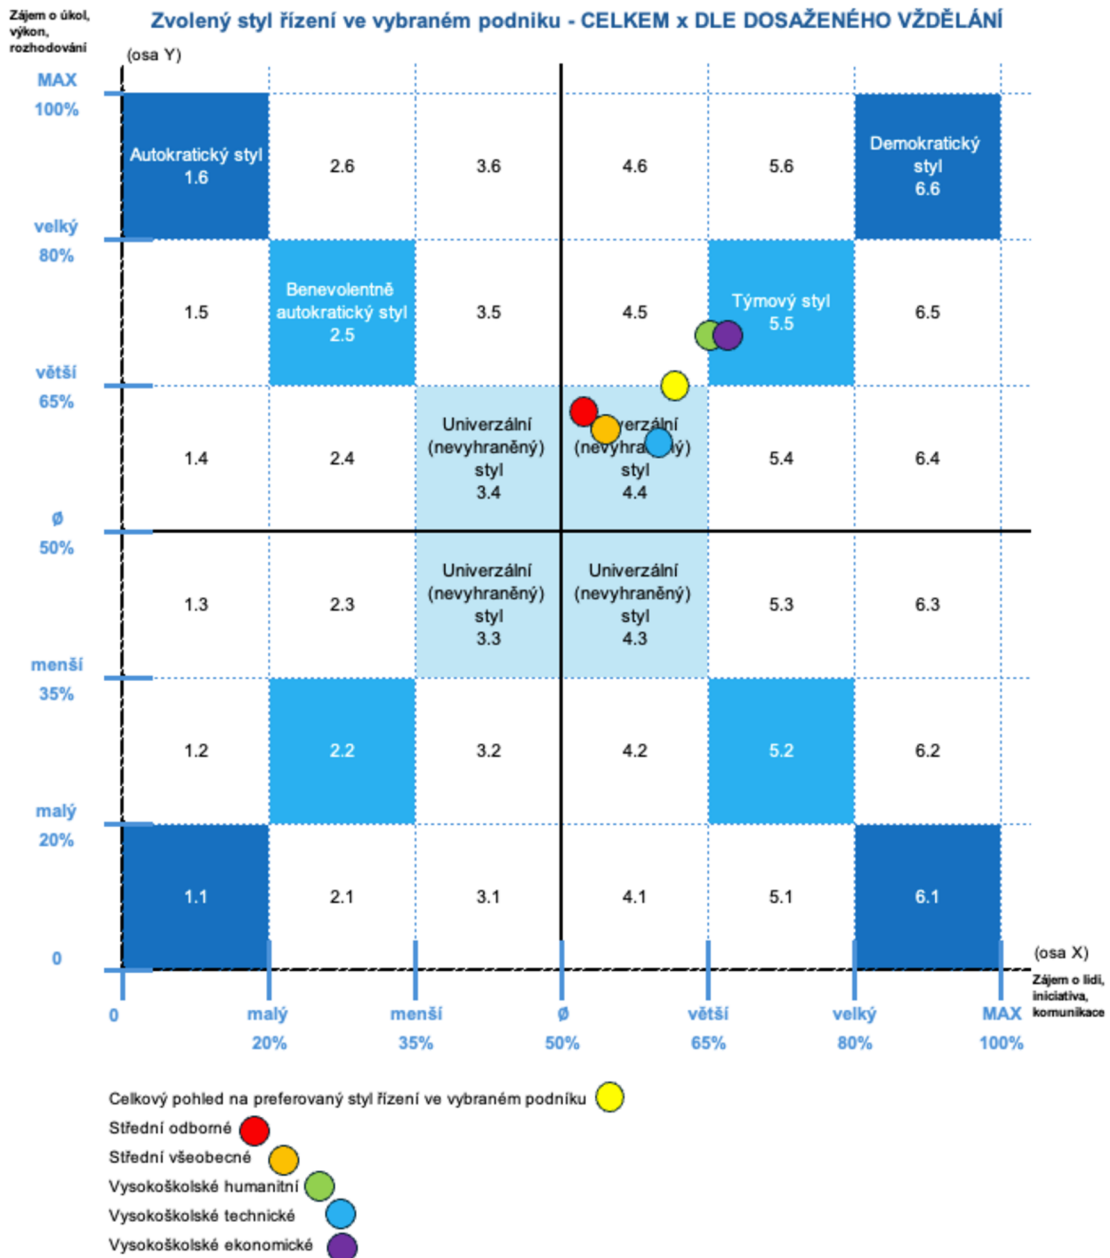 Zájem o úkol,
výkon,
rozhodování
Zvolený styl řízení ve vybraném podniku - CELKEM x DLE DOSAŽENÉHO VŽDĚLÁNÍ
(osa Y)
MAX
100%
Autokratický styl
1.6
2.6
3.6
4.6
5.6
Demokratický
styl
6.6
velký
80%
1.5
Benevolentně
autokratický styl
2.5
3.5
4.5
Týmový styl
5.5
6.5
větší
65%
1.4
2.4
Univerzální
(nevyhraněný)
styl
3.4
verzální
(nevyhra ý)
styl
4.4
5.4
6.4
Ø
50%
1.3
2.3
Univerzální
(nevyhraněný)
styl
3.3
Univerzální
(nevyhraněný)
styl
4.3
5.3
6.3
menší
35%
1.2
2.2
3.2
4.2
5.2
6.2
malý
20%
1.1
2.1
3.1
4.1
5.1
6.1
0
(osa X)
Zájem o lidi,
iniciativa,
komunikace
0
malý
20%
menší
35%
Ø
50%
větší
65%
velký
80%
MAX
100%
Celkový pohled na preferovaný styl řízení ve vybraném podníku
Střední odborné
Střední všeobecné
Vysokoškolské humanitní
Vysokoškolské technické
Vysokoškolské ekonomické